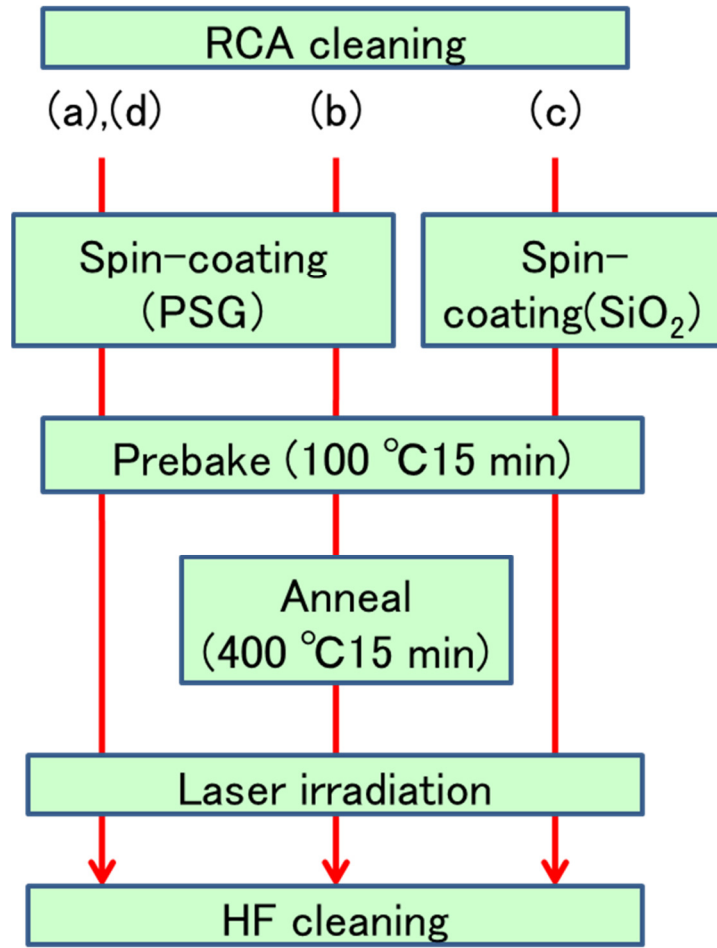 RCA cleaning
(a),(d)
(b)
(c)
Spin-coating
(PSG)
Spin-
coating(SiO₂)
Prebake (100 ℃15 min)
Anneal
(400 ℃15 min)
Laser irradiation
HF cleaning